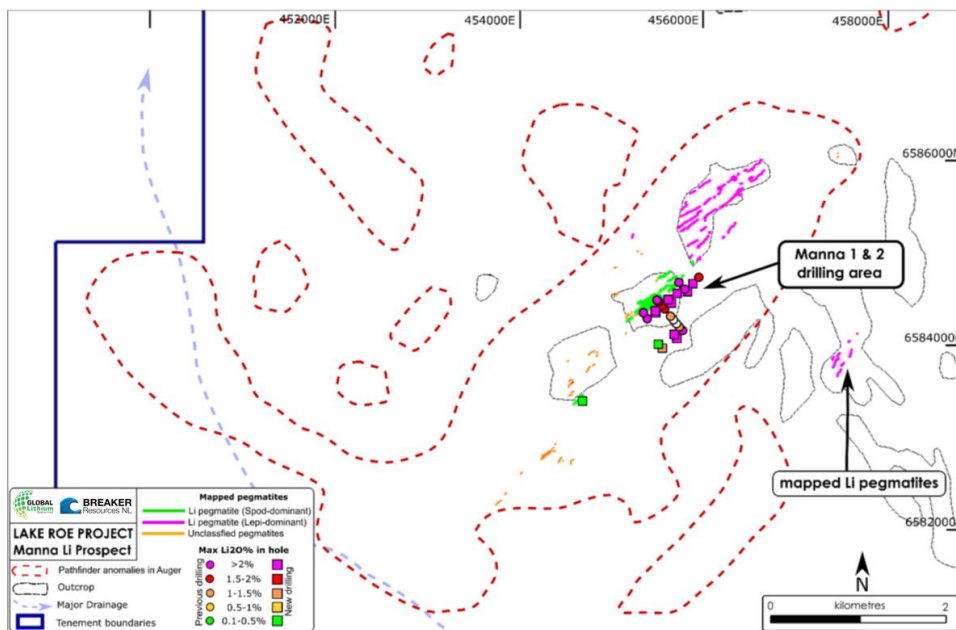 452000E
454000E
456000E
458000E
6586000N
Manna 1 & 2
drilling area
6584000N
mapped Li pegmatites
6582000N
N
0 kilometres 2
GLOBAL
Lithium
BREAKER
Resources NL
LAKE ROE PROJECT
Manna Li Prospect
Pathfinder anomalies in Auger
Outcrop
Major Drainage
Tenement boundaries
Mapped pegmatites
Li pegmatite (Spod-dominant)
Li pegmatite (Lepi-dominant)
Unclassfied pegmatites
Max Li2O% in hole
Previous drilling
New drilling
>2%
1.5-2%
1-1.5%
0.5-1%
0.1-0.5%